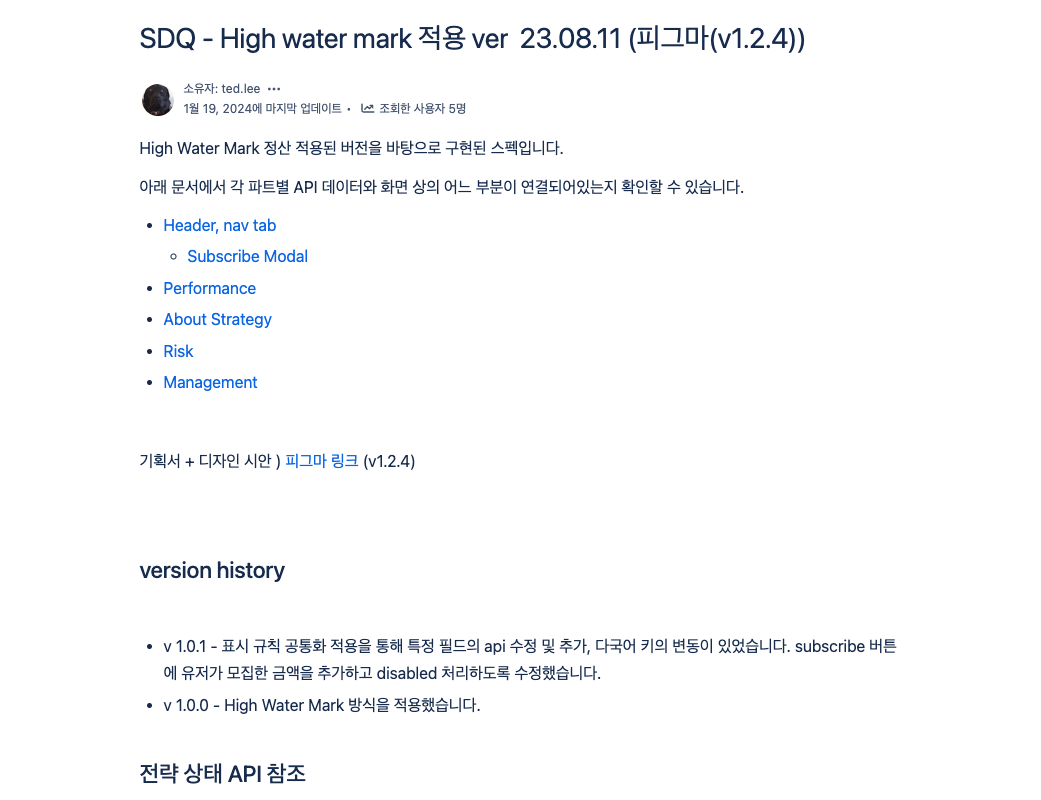 SDQ - High water mark 적용 ver 23.08.11 (피그마(v1.2.4))
소유자: ted.lee •••
1월 19, 2024에 마지막 업데이트 • 조회한 사용자 5명
High Water Mark 정산 적용된 버전을 바탕으로 구현된 스펙입니다.
아래 문서에서 각 파트별 API 데이터와 화면 상의 어느 부분이 연결되어있는지 확인할 수 있습니다.
• Header, nav tab
◦ Subscribe Modal
• Performance
• About Strategy
• Risk
• Management
기획서 + 디자인 시안 ) 피그마 링크 (v1.2.4)
version history
• v 1.0.1 - 표시 규칙 공통화 적용을 통해 특정 필드의 api 수정 및 추가, 다국어 키의 변동이 있었습니다. subscribe 버튼
에 유저가 모집한 금액을 추가하고 disabled 처리하도록 수정했습니다.
• v 1.0.0 - High Water Mark 방식을 적용했습니다.
전략 상태 API 참조